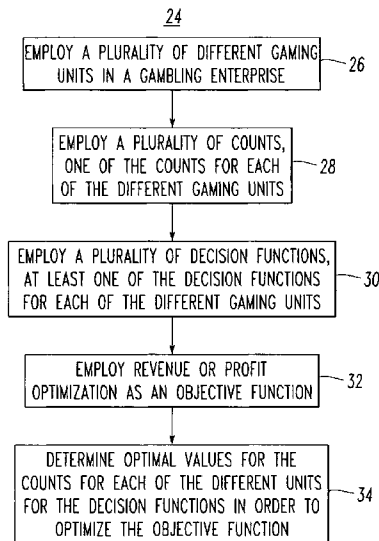 24
EMPLOY A PLURALITY OF DIFFERENT GAMING
UNITS IN A GAMBLING ENTERPRISE
26
EMPLOY A PLURALITY OF COUNTS,
ONE OF THE COUNTS FOR EACH
OF THE DIFFERENT GAMING UNITS
28
EMPLOY A PLURALITY OF DECISION FUNCTIONS,
AT LEAST ONE OF THE DECISION FUNCTIONS
FOR EACH OF THE DIFFERENT GAMING UNITS
30
EMPLOY REVENUE OR PROFIT
OPTIMIZATION AS AN OBJECTIVE FUNCTION
32
DETERMINE OPTIMAL VALUES FOR THE
COUNTS FOR EACH OF THE DIFFERENT UNITS
FOR THE DECISION FUNCTIONS IN ORDER TO
OPTIMIZE THE OBJECTIVE FUNCTION
34